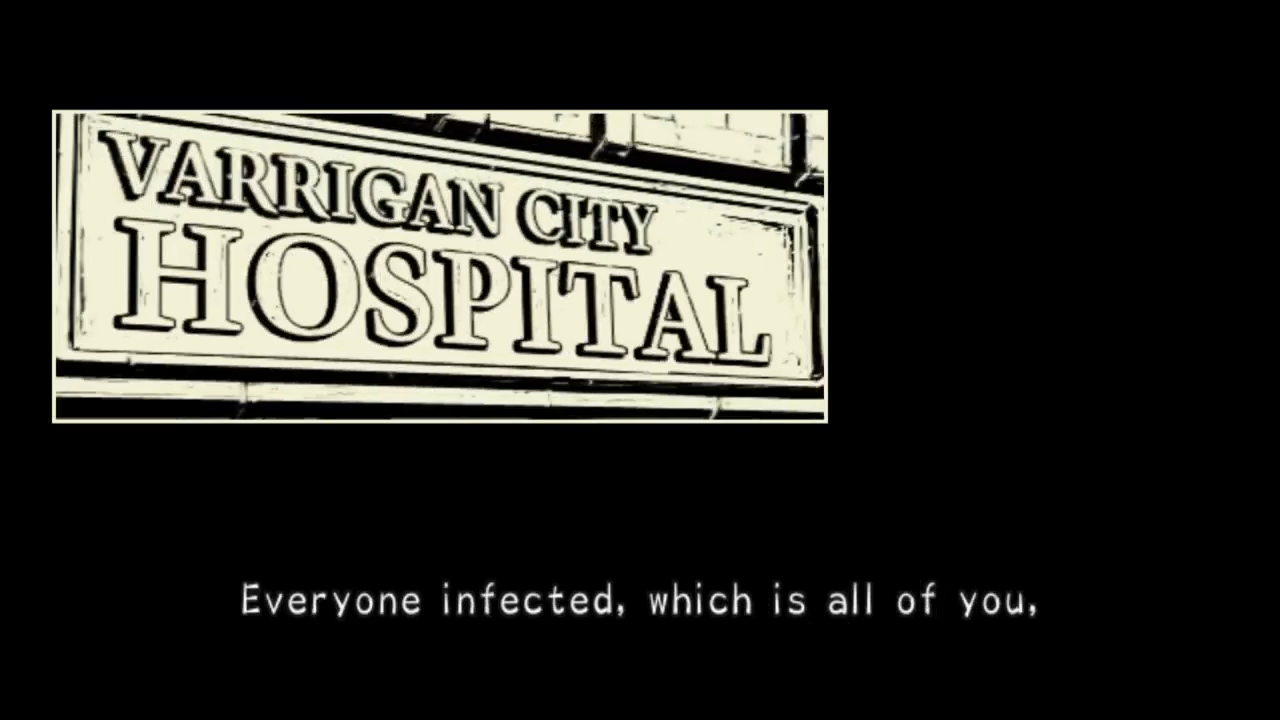 VARRIGAN CITY
HOSPITAL
Everyone infected, which is all of you,